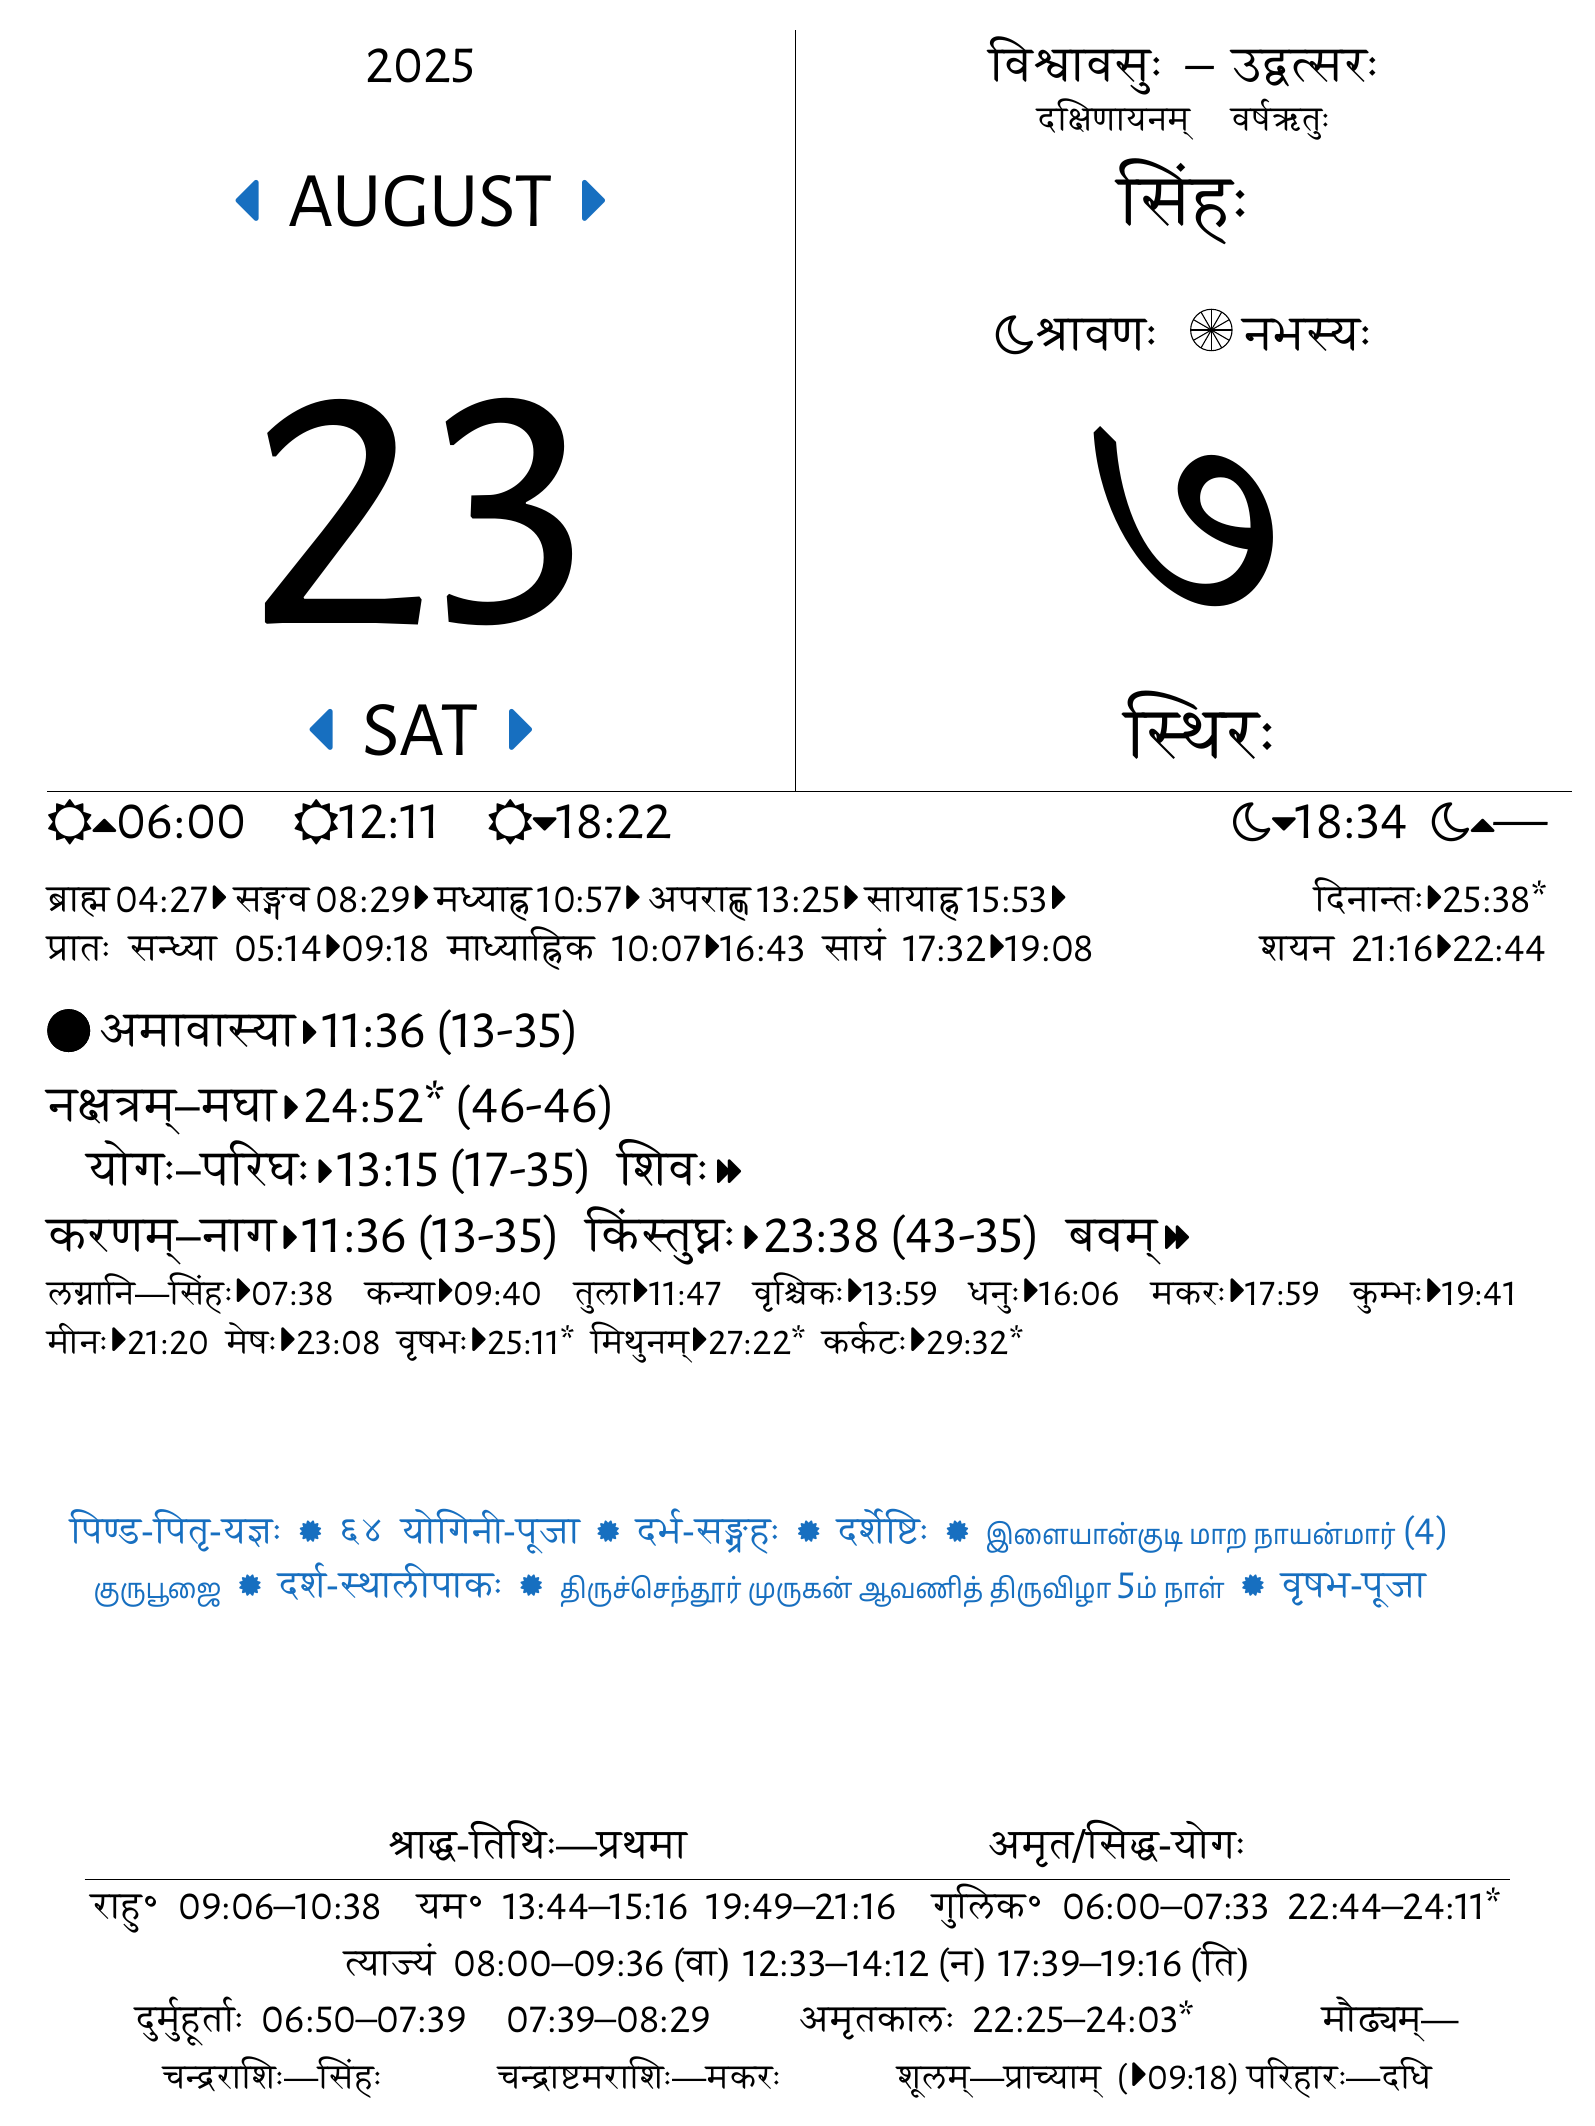 2025
AUGUST
23
SAT
विश्वावसुः – उद्वत्सरः
दक्षिणायनम् वर्षऋतुः
सिंहः
श्रावणः नभस्यः
७
स्थिरः
06:00 12:11 18:22 18:34 —
ब्राह्म 04:27 सङ्गव 08:29 मध्याह्न 10:57 अपराह्ण 13:25 सायाह्न 15:53 दिनान्तः 25:38*
प्रातः सन्ध्या 05:14 09:18 माध्याह्निक 10:07 16:43 सायं 17:32 19:08 शयन 21:16 22:44
अमावास्या 11:36 (13-35)
नक्षत्रम्–मघा 24:52* (46-46)
योगः–परिघः 13:15 (17-35) शिवः
करणम्–नाग 11:36 (13-35) किंस्तुघ्नः 23:38 (43-35) बवम्
लग्नानि—सिंहः 07:38 कन्या 09:40 तुला 11:47 वृश्चिकः 13:59 धनुः 16:06 मकरः 17:59 कुम्भः 19:41
मीनः 21:20 मेषः 23:08 वृषभः 25:11* मिथुनम् 27:22* कर्कटः 29:32*
पिण्ड-पितृ-यज्ञः ✹ ६४ योगिनी-पूजा ✹ दर्भ-सङ्ग्रहः ✹ दर्शेष्टिः ✹ இளையான்குடி மாற நாயன்மார் (4)
குருபூஜை ✹ दर्श-स्थालीपाकः ✹ திருச்செந்தூர் முருகன் ஆவணித் திருவிழா 5ம் நாள் ✹ वृषभ-पूजा
श्राद्ध-तिथिः—प्रथमा अमृत/सिद्ध-योगः
राहु॰ 09:06–10:38 यम॰ 13:44–15:16 19:49–21:16 गुलिक॰ 06:00–07:33 22:44–24:11*
त्याज्यं 08:00–09:36 (वा) 12:33–14:12 (न) 17:39–19:16 (ति)
दुर्मुहूर्ताः 06:50–07:39 07:39–08:29 अमृतकालः 22:25–24:03* मौढ्यम्—
चन्द्रराशिः—सिंहः चन्द्राष्टमराशिः—मकरः शूलम्—प्राच्याम् (09:18) परिहारः—दधि